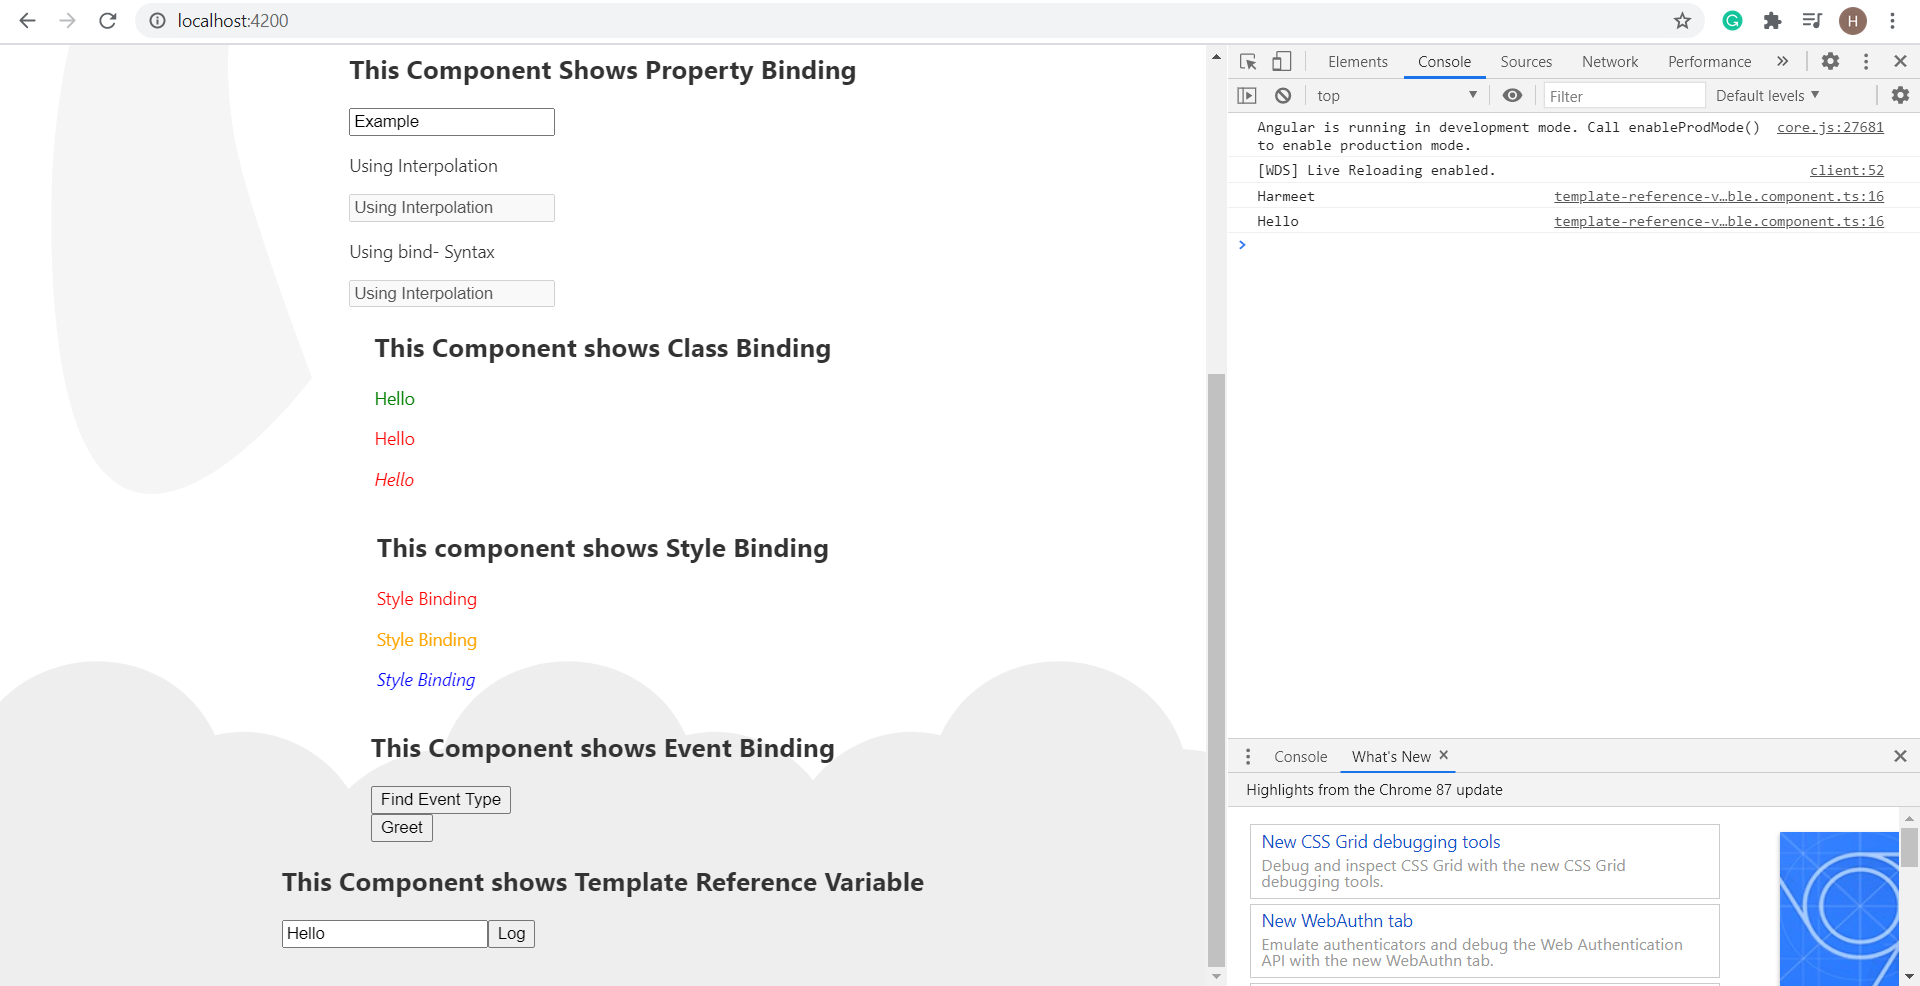 localhost:4200
H
This Component Shows Property Binding
Example
Using Interpolation
Using Interpolation
Using bind- Syntax
Using Interpolation
This Component shows Class Binding
Hello
Hello
Hello
This component shows Style Binding
Style Binding
Style Binding
Style Binding
This Component shows Event Binding
Find Event Type
Greet
This Component shows Template Reference Variable
Hello Log
Elements Console Sources Network Performance »
top Filter Default levels
Angular is running in development mode. Call enableProdMode() core.js:27681
to enable production mode.
[WDS] Live Reloading enabled. client:52
Harmeet template-reference-v…ble.component.ts:16
Hello template-reference-v…ble.component.ts:16
>
Console What's New
Highlights from the Chrome 87 update
New CSS Grid debugging tools
Debug and inspect CSS Grid with the new CSS Grid
debugging tools.
New WebAuthn tab
Emulate authenticators and debug the Web Authentication
API with the new WebAuthn tab.